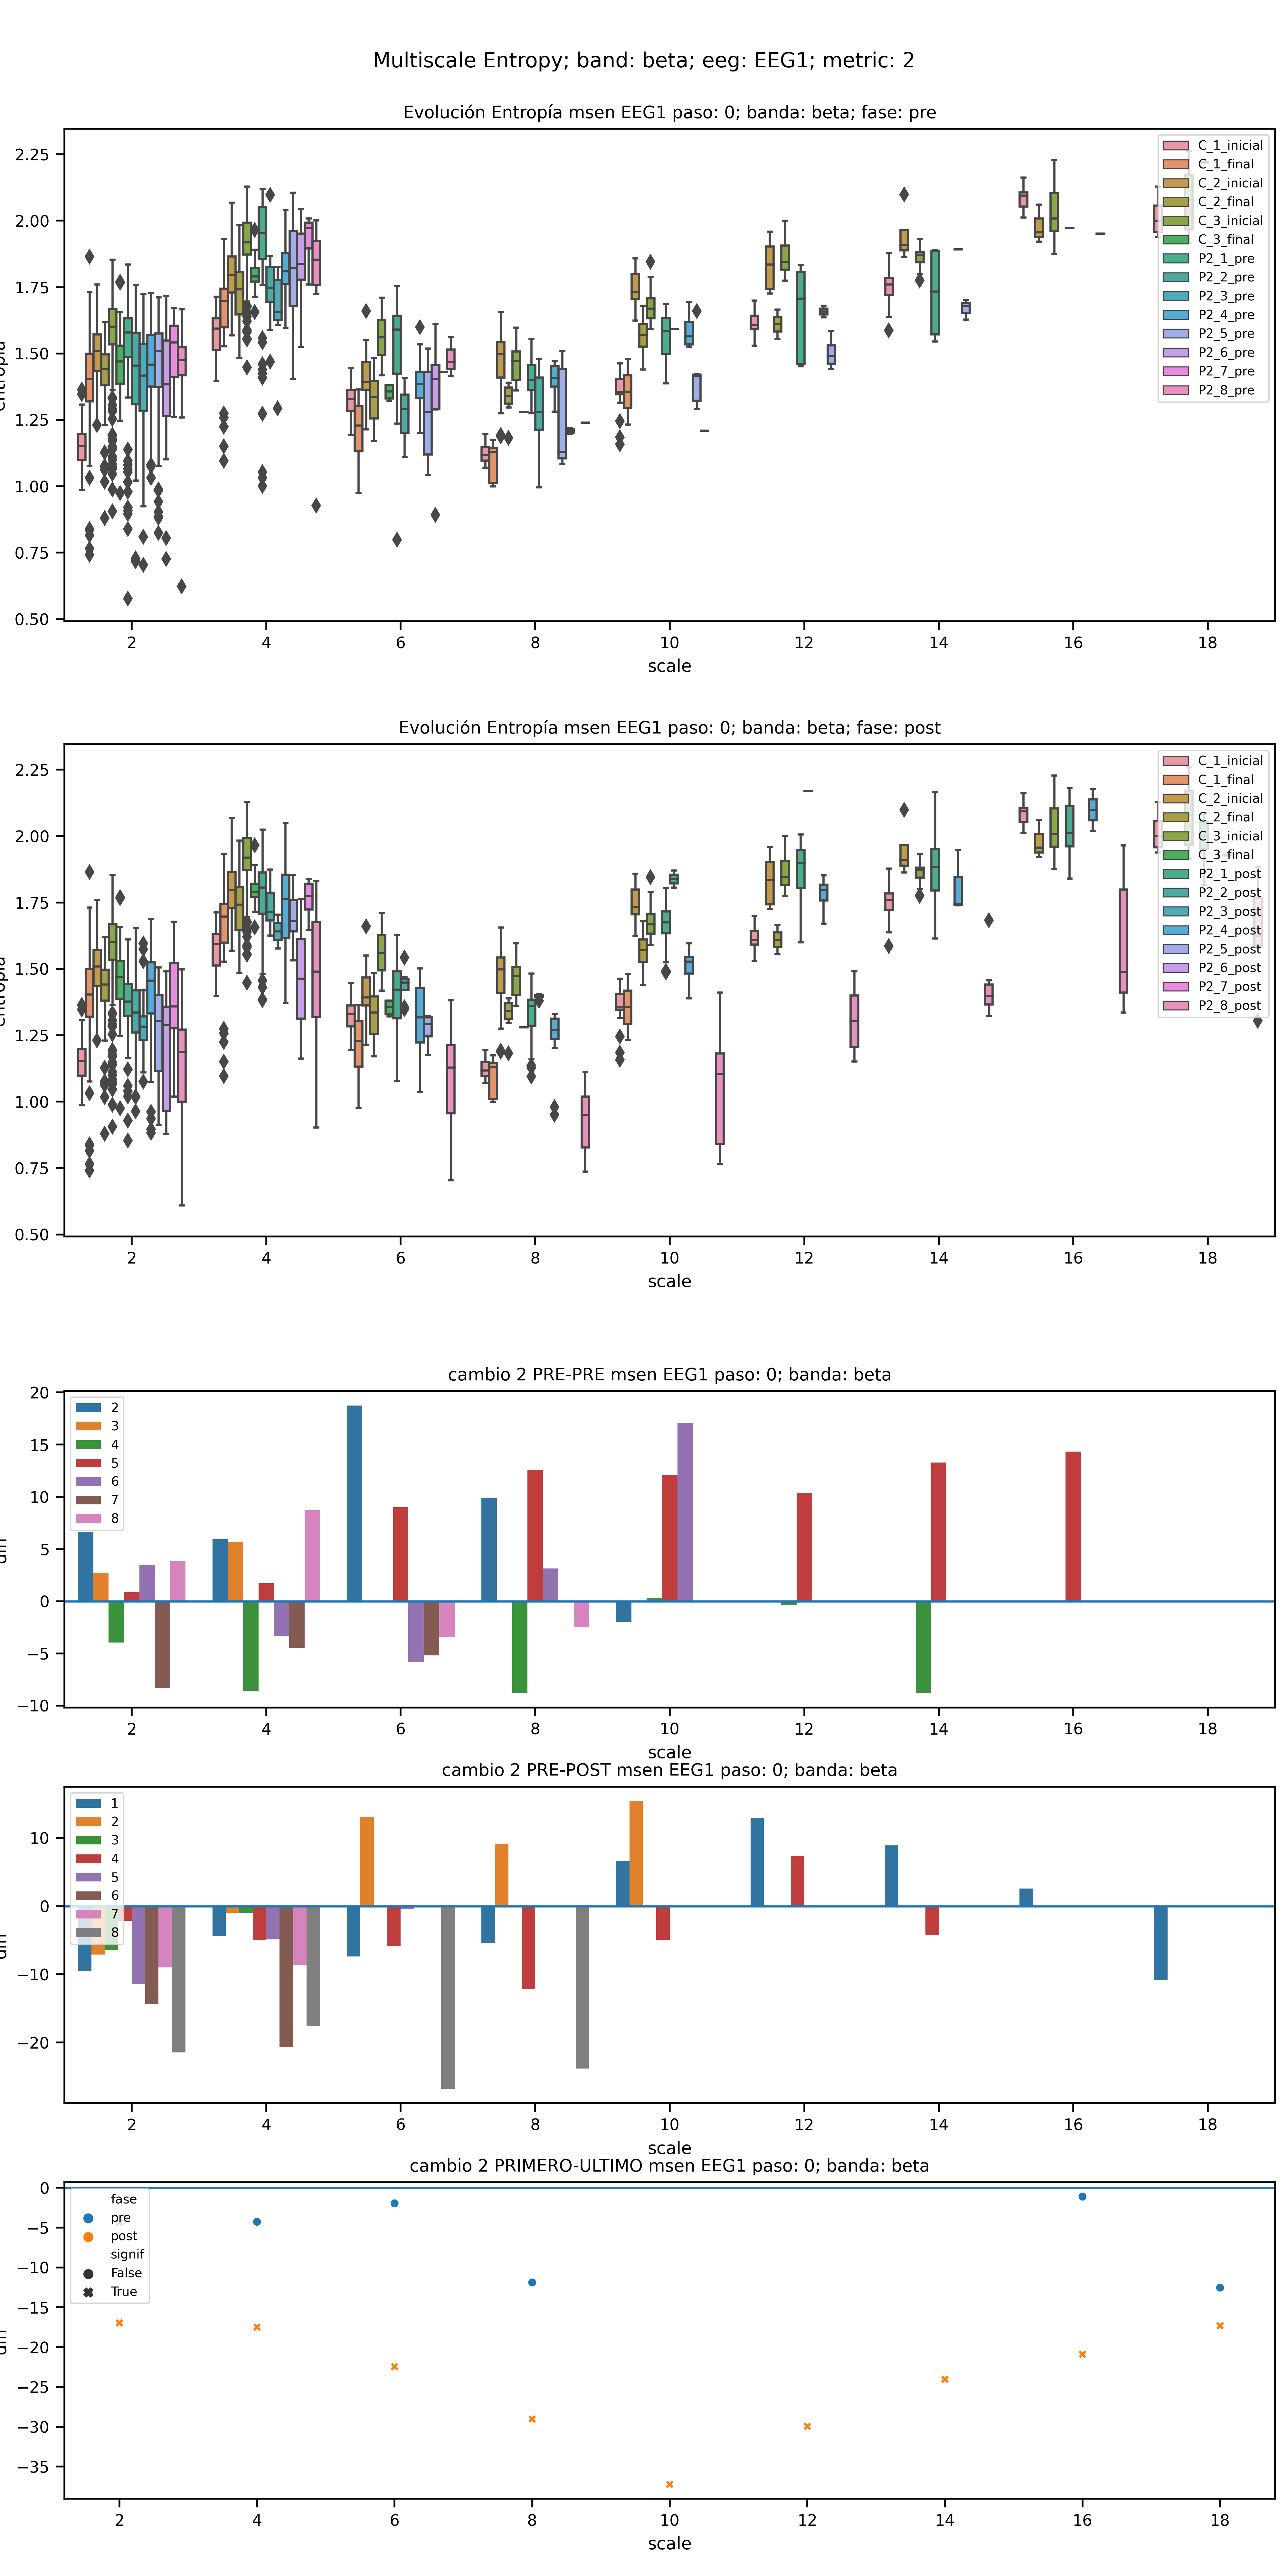 Multiscale Entropy; band: beta; eeg: EEG1; metric: 2
Evolución Entropía msen EEG1 paso: 0; banda: beta; fase: pre
2.25
2.00
1.75
1.50
1.25
1.00
0.75
0.50
C_1_inicial
C_1_final
C_2_inicial
C_2_final
C_3_inicial
C_3_final
P2_1_pre
P2_2_pre
P2_3_pre
P2_4_pre
P2_5_pre
P2_6_pre
P2_7_pre
P2_8_pre
2 4 6 8 10 12 14 16 18
scale
Evolución Entropía msen EEG1 paso: 0; banda: beta; fase: post
2.25
2.00
1.75
1.50
1.25
1.00
0.75
0.50
C_1_inicial
C_1_final
C_2_inicial
C_2_final
C_3_inicial
C_3_final
P2_1_post
P2_2_post
P2_3_post
P2_4_post
P2_5_post
P2_6_post
P2_7_post
P2_8_post
2 4 6 8 10 12 14 16 18
scale
cambio 2 PRE-PRE msen EEG1 paso: 0; banda: beta
20
15
10
5
0
−5
−10
2
3
4
5
6
7
8
2 4 6 8 10 12 14 16 18
scale
cambio 2 PRE-POST msen EEG1 paso: 0; banda: beta
10
0
−10
−20
1
2
3
4
5
6
7
8
2 4 6 8 10 12 14 16 18
scale
cambio 2 PRIMERO-ULTIMO msen EEG1 paso: 0; banda: beta
0
−5
−10
−15
−20
−25
−30
−35
fase
pre
post
signif
False
True
2 4 6 8 10 12 14 16 18
scale